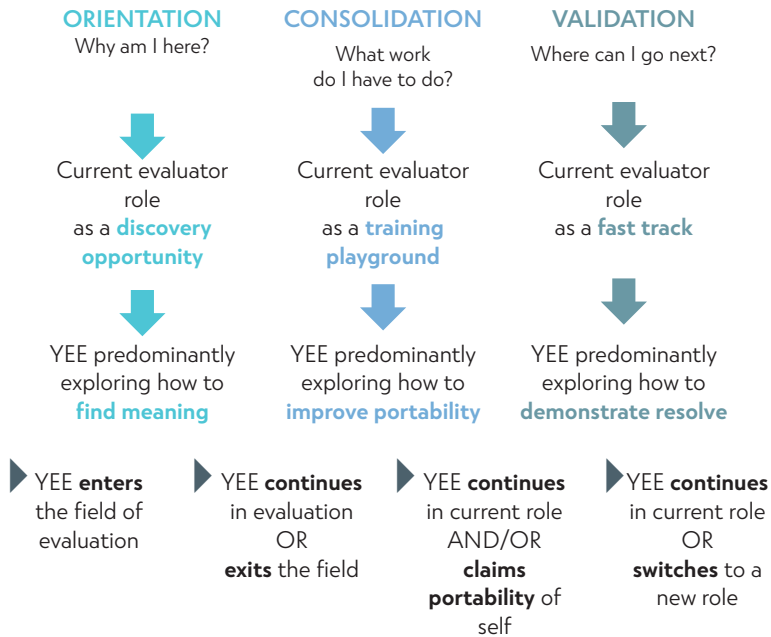 ORIENTATION
Why am I here?
Current evaluator
role
as a discovery
opportunity
YEE predominantly
exploring how to
find meaning
CONSOLIDATION
What work
do I have to do?
Current evaluator
role
as a training
playground
YEE predominantly
exploring how to
improve portability
VALIDATION
Where can I go next?
Current evaluator
role
as a fast track
YEE predominantly
exploring how to
demonstrate resolve
YEE enters
the field of
evaluation
YEE continues
in evaluation
OR
exits the field
YEE continues
in current role
AND/OR
claims
portability of
self
YEE continues
in current role
OR
switches to a
new role